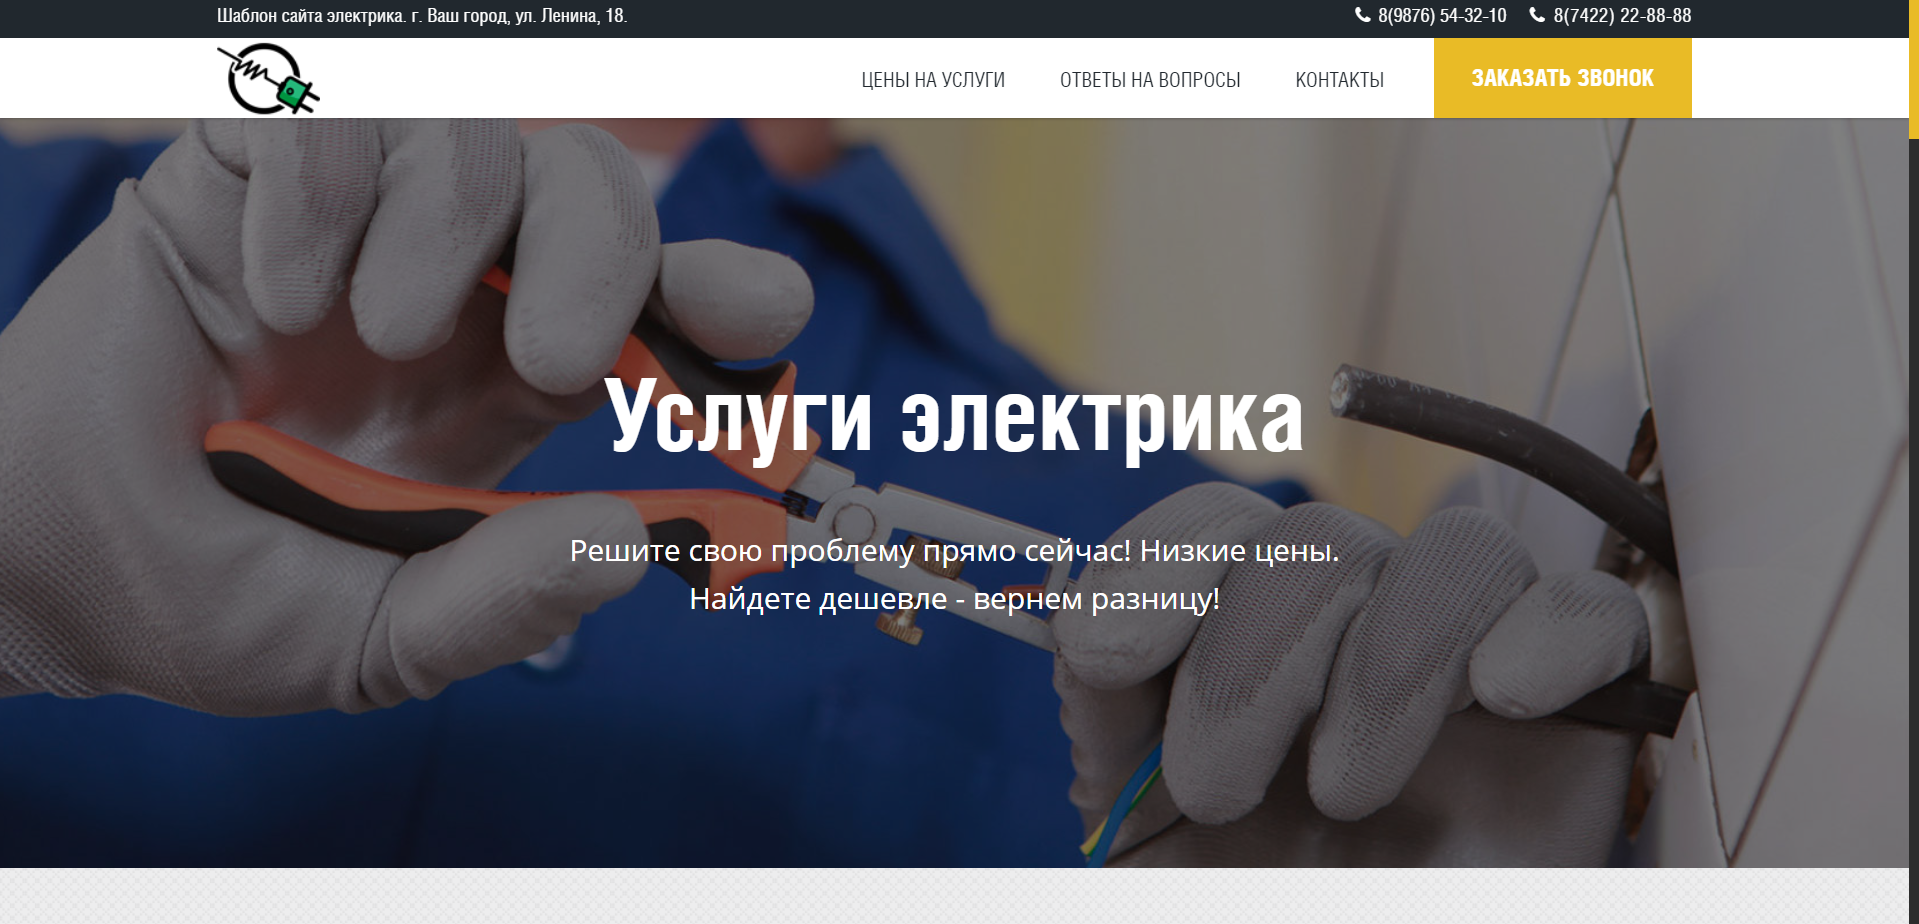 Шаблон сайта электрика. г. Ваш город, ул. Ленина, 18.
8(9876) 54-32-10
8(7422) 22-88-88
ЦЕНЫ НА УСЛУГИ
ОТВЕТЫ НА ВОПРОСЫ
КОНТАКТЫ
ЗАКАЗАТЬ ЗВОНОК
Услуги электрика
Решите свою проблему прямо сейчас! Низкие цены.
Найдете дешевле - вернем разницу!